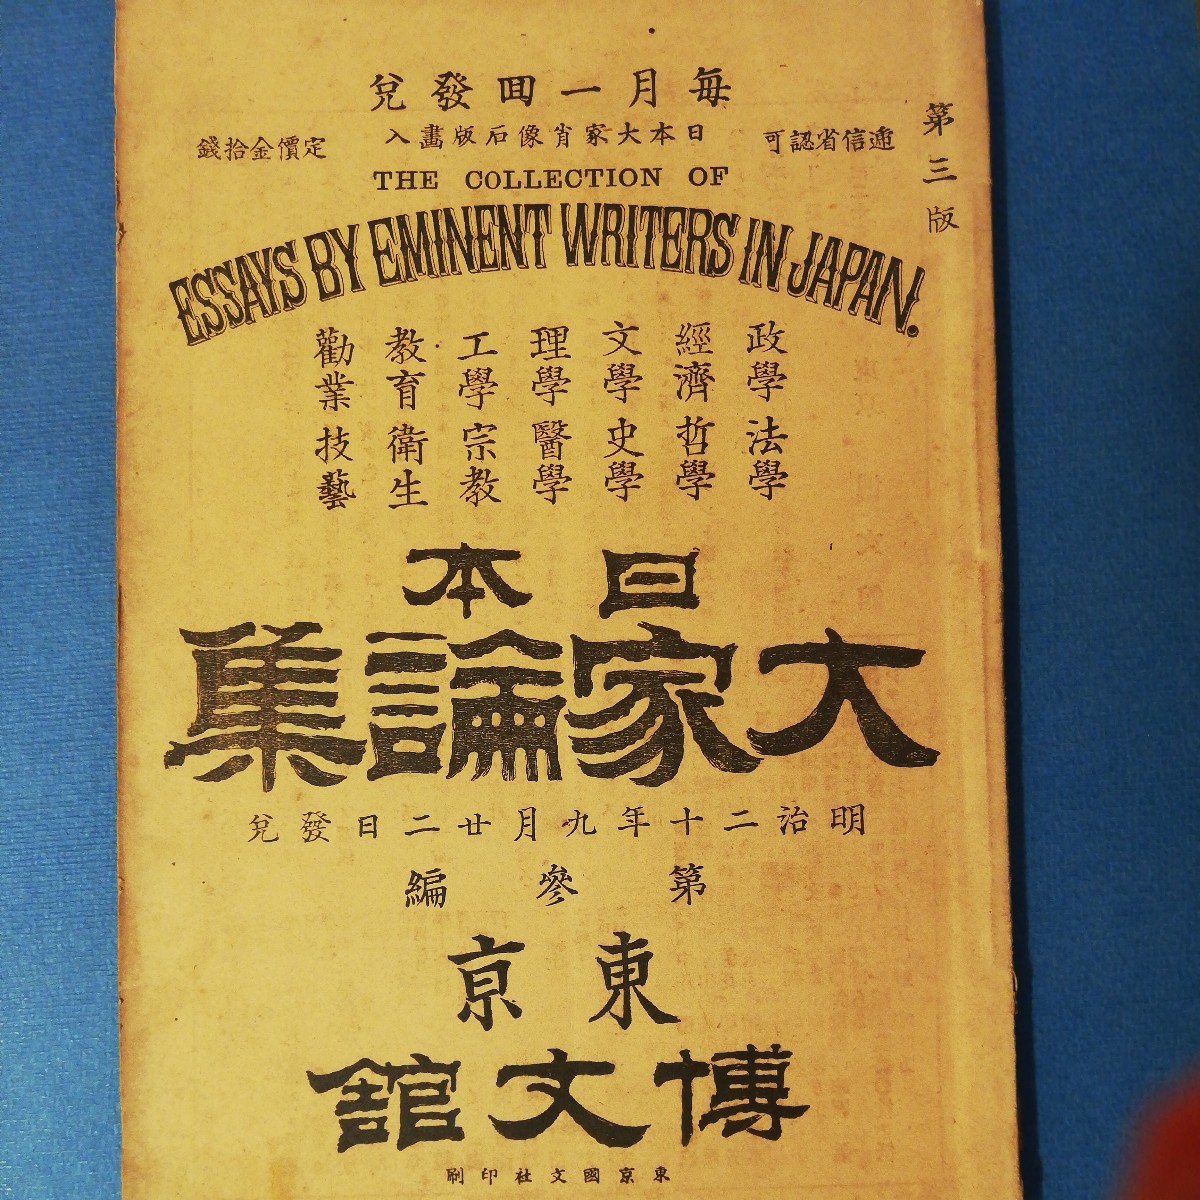 第三版
每月一回發兌
遞信省認可
日本大家肖像石版畵入
定價金拾錢
THE COLLECTION OF
ESSAYS BY EMINENT WRITERS IN JAPAN.
政學法學
經濟哲學
文學史學
理學醫學
工學宗教
教育衛生
勸業技藝
日本
大家論集
明治二十年九月廿二日發兌
第參編
東京
博文館
東京國文社印刷